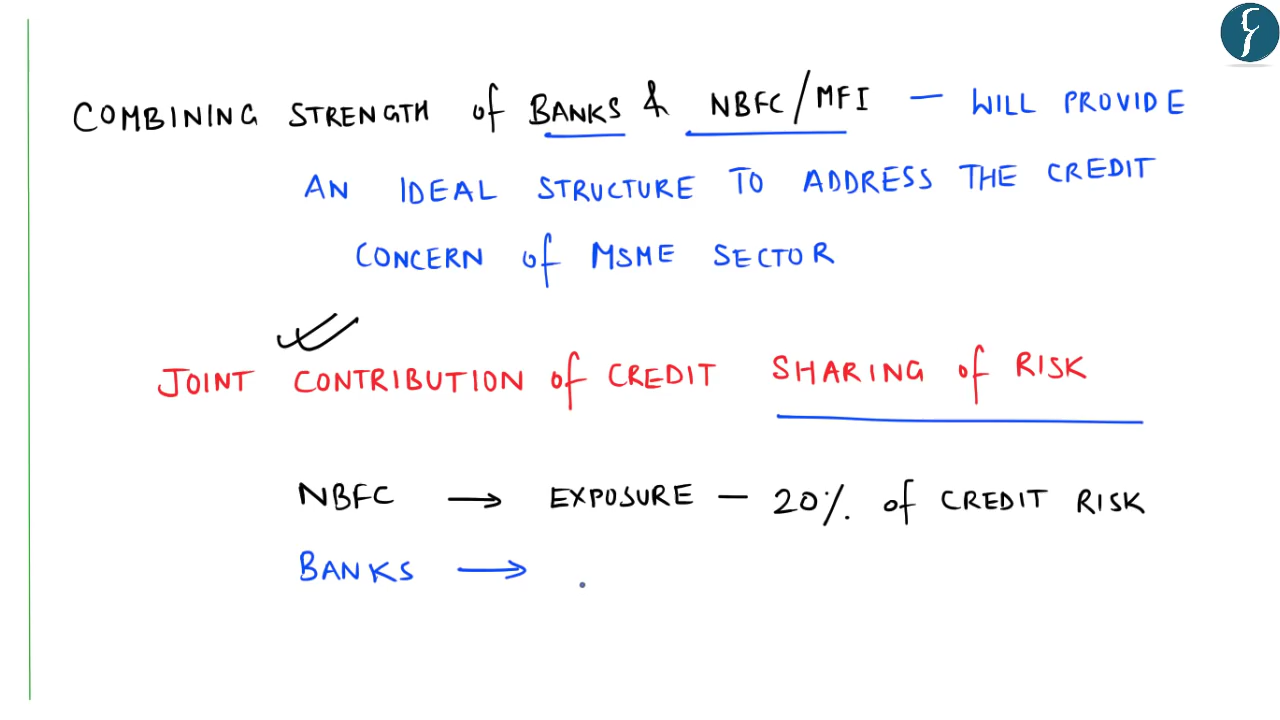 COMBINING STRENGTH of BANKS & NBFC/MFI — WILL PROVIDE
AN IDEAL STRUCTURE TO ADDRESS THE CREDIT
CONCERN of MSME SECTOR
JOINT CONTRIBUTION of CREDIT SHARING of RISK
NBFC → EXPOSURE — 20% of CREDIT RISK
BANKS →